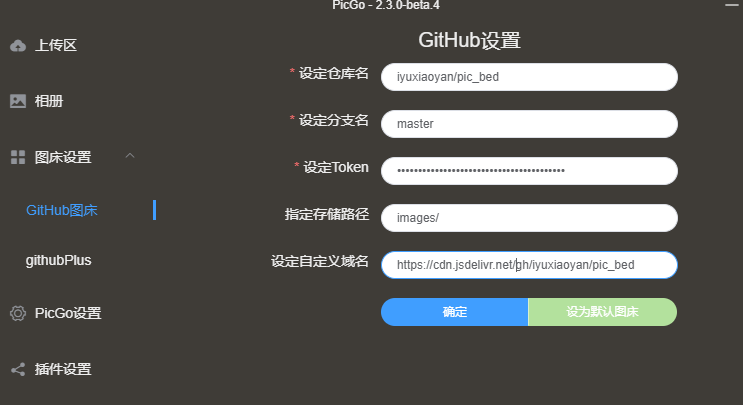 PicGo - 2.3.0-beta.4
上传区
相册
图床设置
GitHub图床
githubPlus
PicGo设置
插件设置
GitHub设置
* 设定仓库名 iyuxiaoyan/pic_bed
* 设定分支名 master
* 设定Token ••••••••••••••••••••••••••••••••••••••••
指定存储路径 images/
设定自定义域名 https://cdn.jsdelivr.net/gh/iyuxiaoyan/pic_bed
确定 设为默认图床